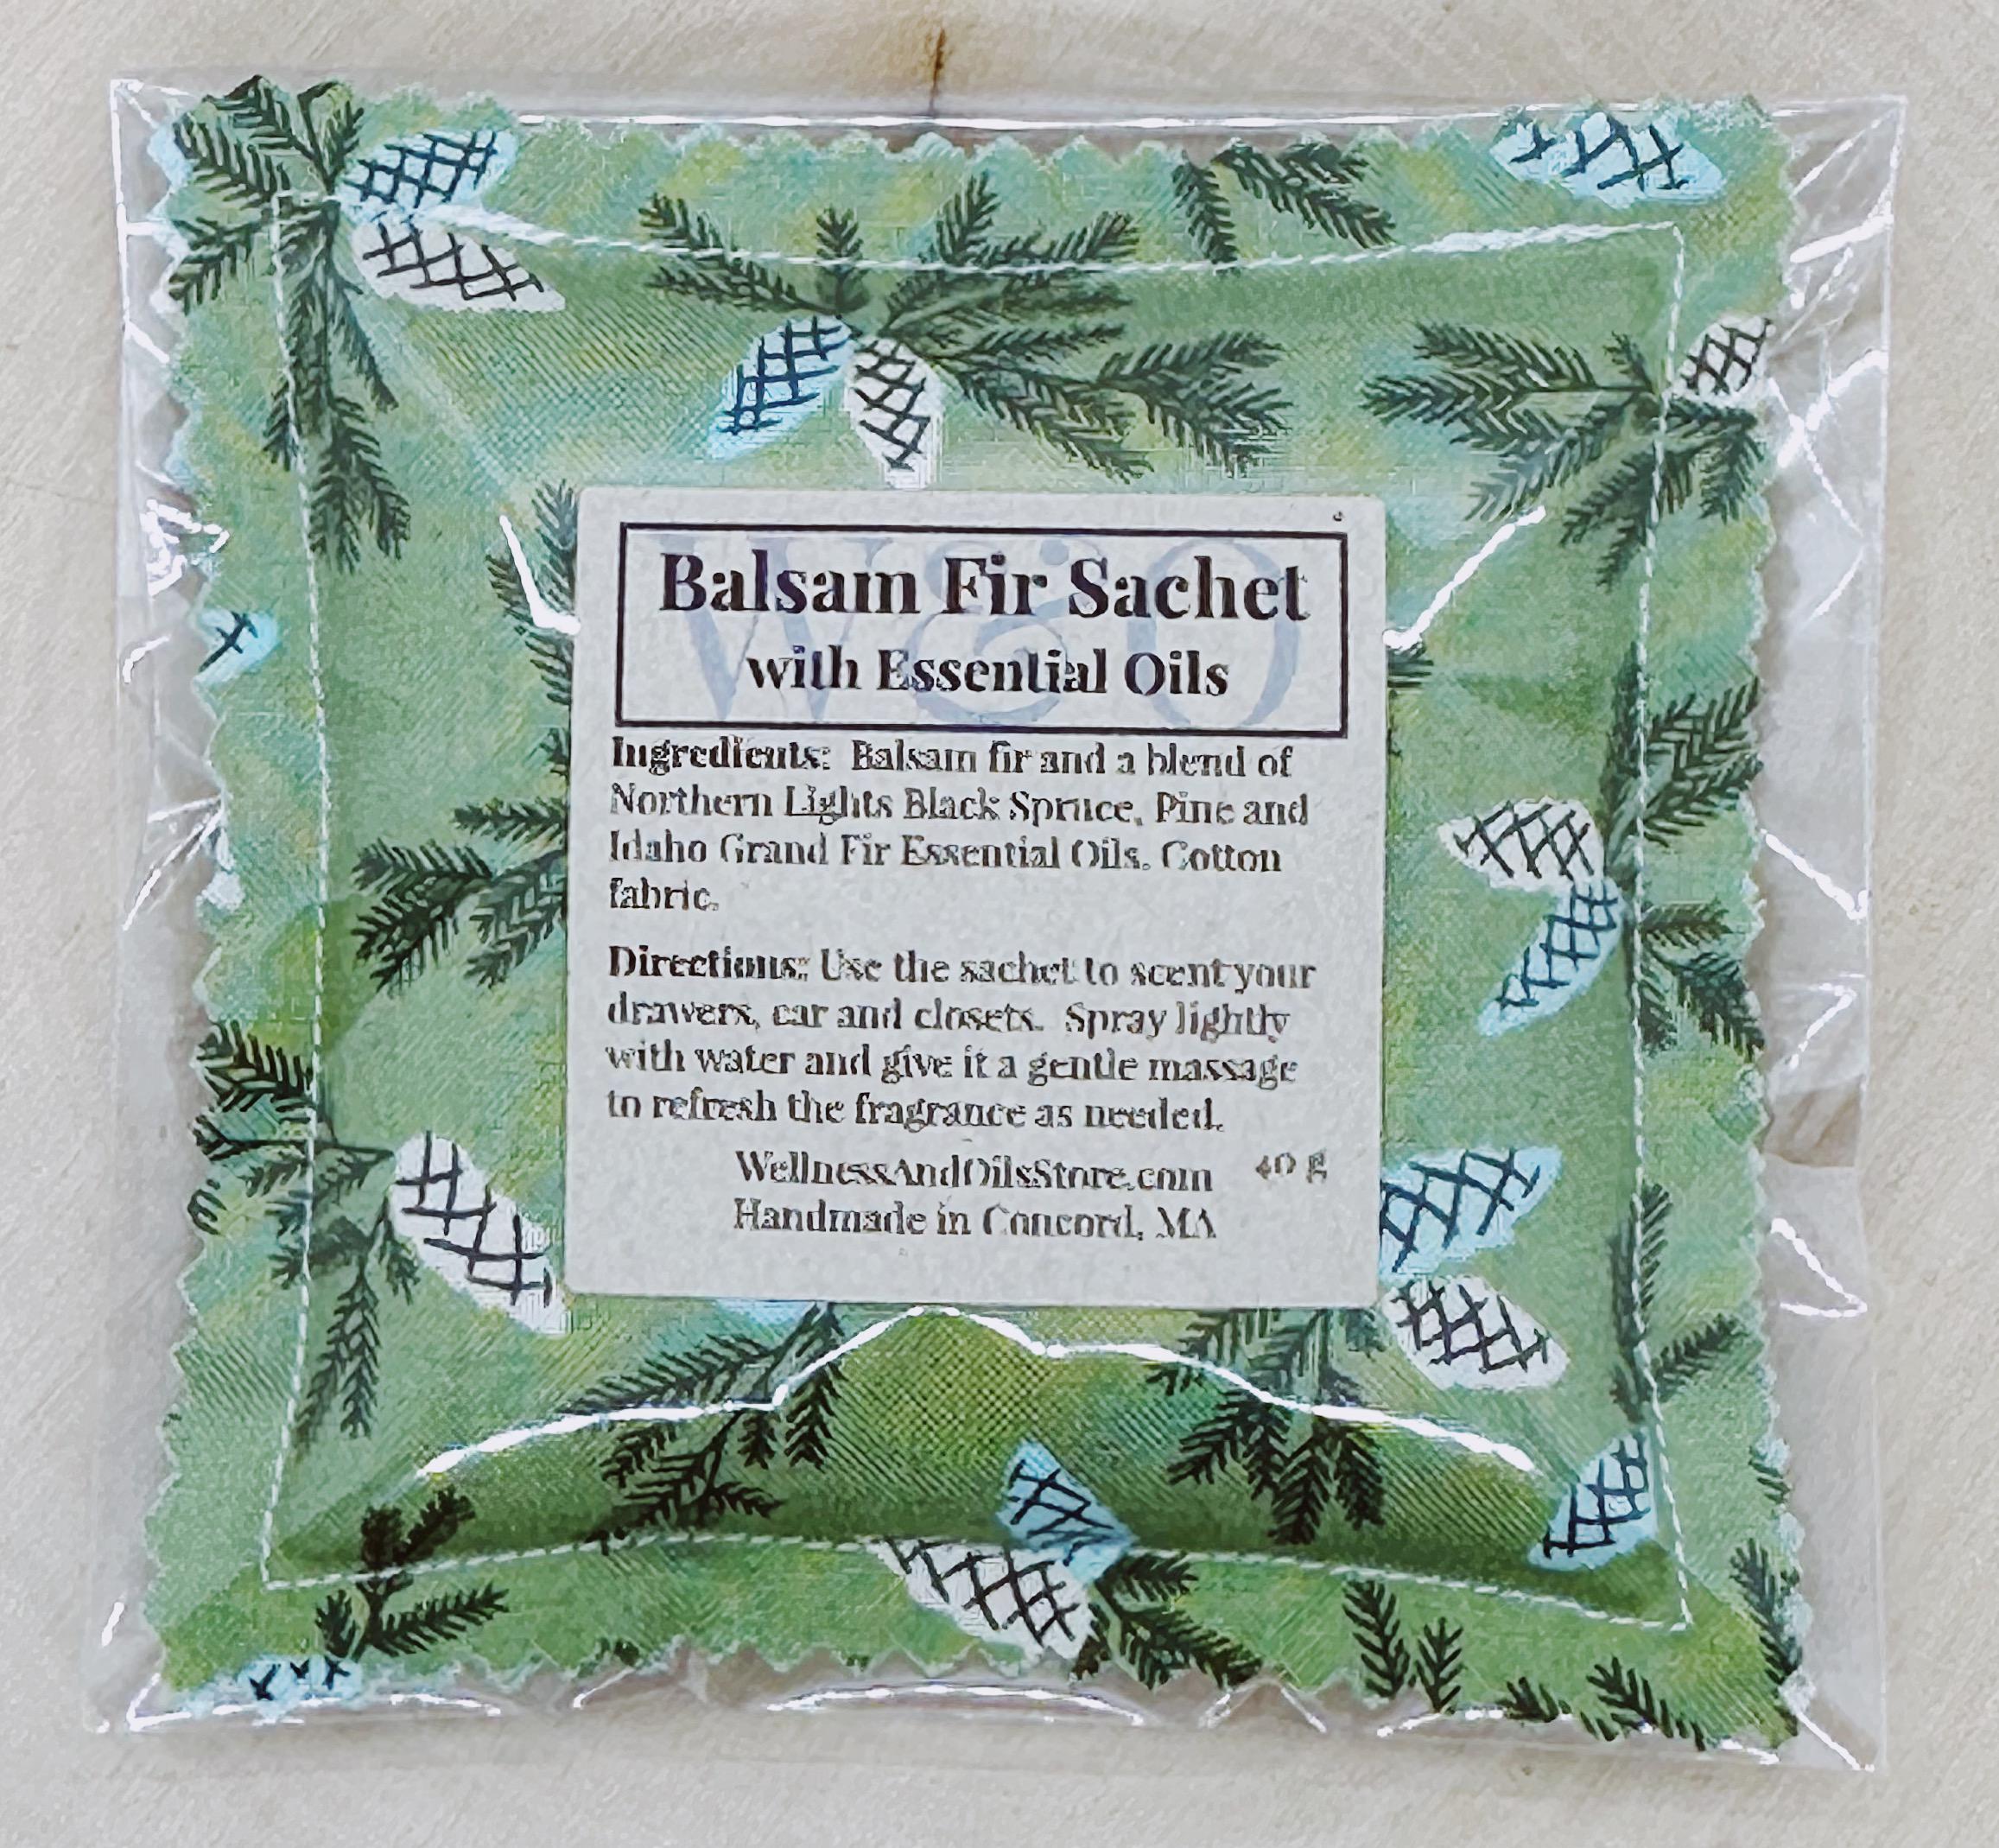 W&O
Balsam Fir Sachet
with Essential Oils
Ingredients: Balsam fir and a blend of
Northern Lights Black Spruce, Pine and
Idaho Grand Fir Essential Oils. Cotton
fabric.
Directions: Use the sachet to scent your
drawers, car and closets. Spray lightly
with water and give it a gentle massage
to refresh the fragrance as needed.
WellnessAndOilsStore.com 40 g
Handmade in Concord, MA